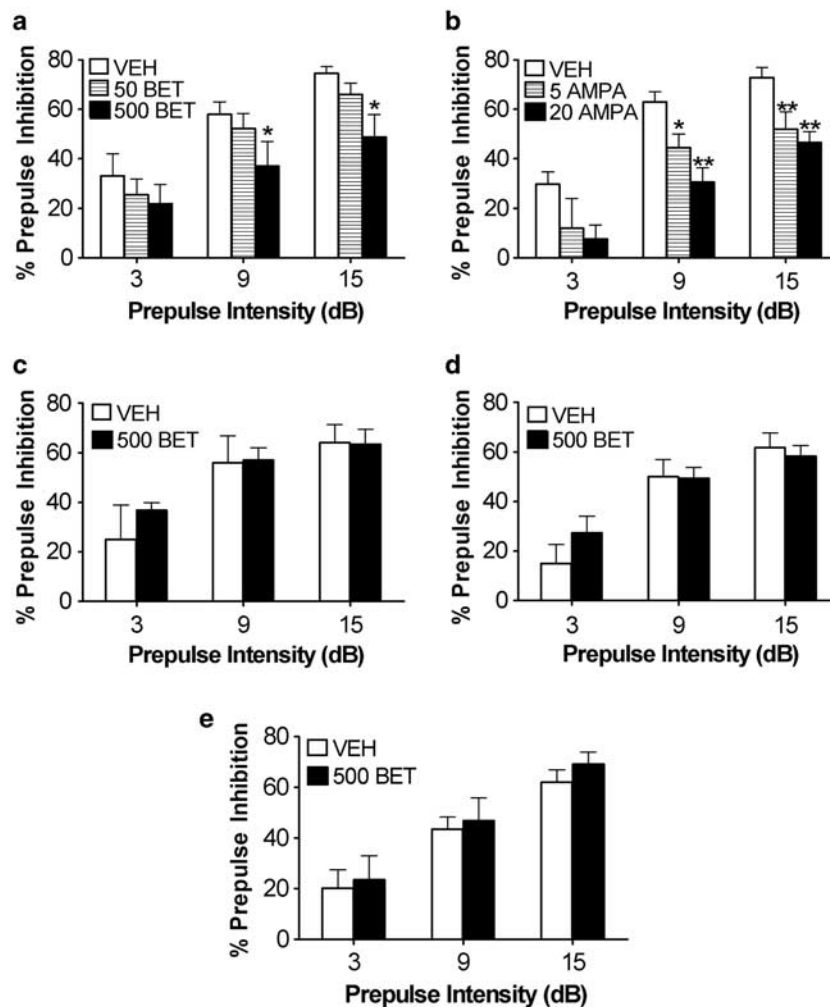 a
% Prepulse Inhibition
80
60
40
20
0
VEH
50 BET
500 BET
*
*
3
9
15
Prepulse Intensity (dB)
b
% Prepulse Inhibition
80
60
40
20
0
VEH
5 AMPA
20 AMPA
*
**
**
**
3
9
15
Prepulse Intensity (dB)
c
% Prepulse Inhibition
80
60
40
20
0
VEH
500 BET
3
9
15
Prepulse Intensity (dB)
d
% Prepulse Inhibition
80
60
40
20
0
VEH
500 BET
3
9
15
Prepulse Intensity (dB)
e
% Prepulse Inhibition
80
60
40
20
0
VEH
500 BET
3
9
15
Prepulse Intensity (dB)